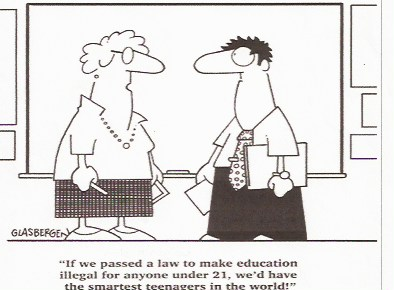 GLASBERGEN
"If we passed a law to make education
illegal for anyone under 21, we'd have
the smartest teenagers in the world!"